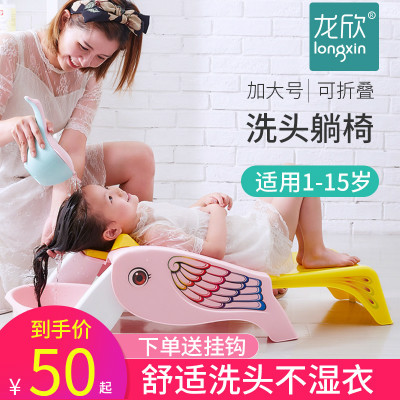 龙欣®
longxin
加大号|可折叠
洗头躺椅
适用1-15岁
到手价
¥50起
下单送挂钩
舒适洗头不湿衣